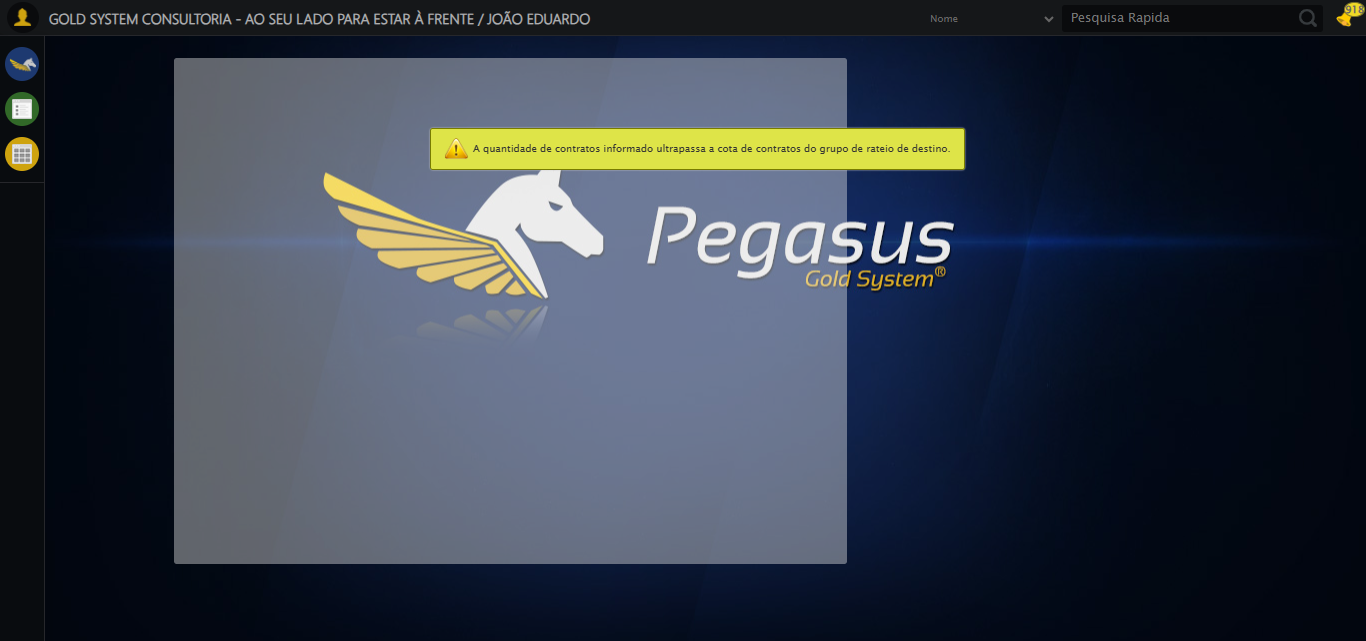 GOLD SYSTEM CONSULTORIA - AO SEU LADO PARA ESTAR À FRENTE / JOÃO EDUARDO
Nome
Pesquisa Rapida
918
A quantidade de contratos informado ultrapassa a cota de contratos do grupo de rateio de destino.
Pegasus
Gold System®